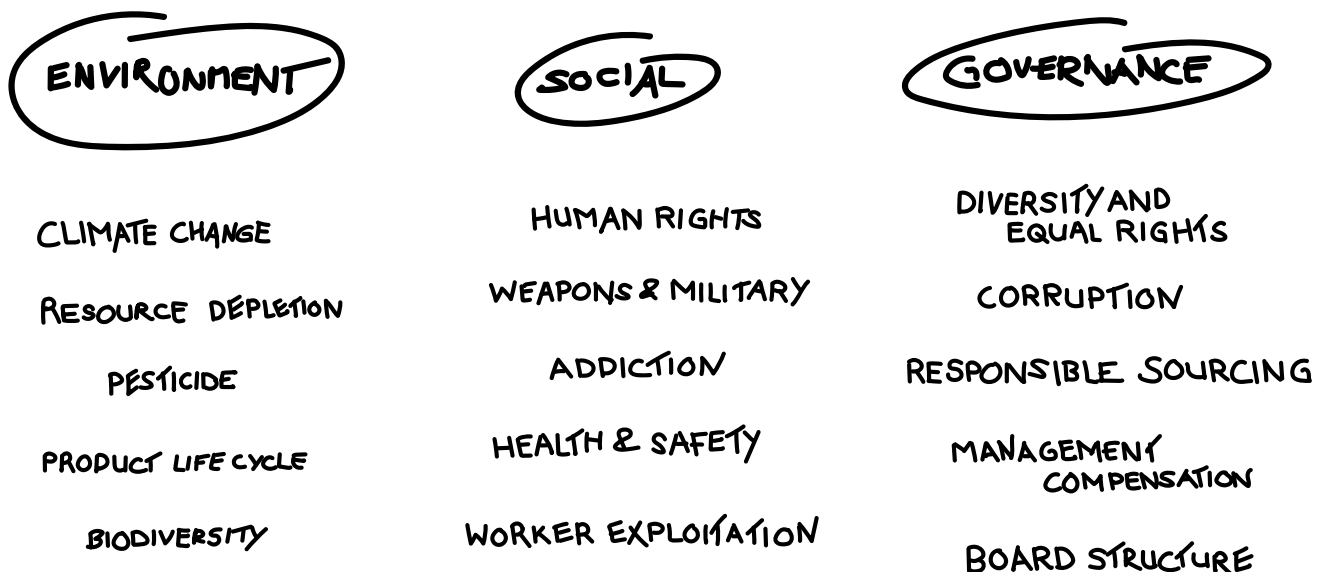 ENVIRONMENT
CLIMATE CHANGE
RESOURCE DEPLETION
PESTICIDE
PRODUCT LIFE CYCLE
BIODIVERSITY
SOCIAL
HUMAN RIGHTS
WEAPONS & MILITARY
ADDICTION
HEALTH & SAFETY
WORKER EXPLOITATION
GOVERNANCE
DIVERSITY AND
EQUAL RIGHTS
CORRUPTION
RESPONSIBLE SOURCING
MANAGEMENT
COMPENSATION
BOARD STRUCTURE